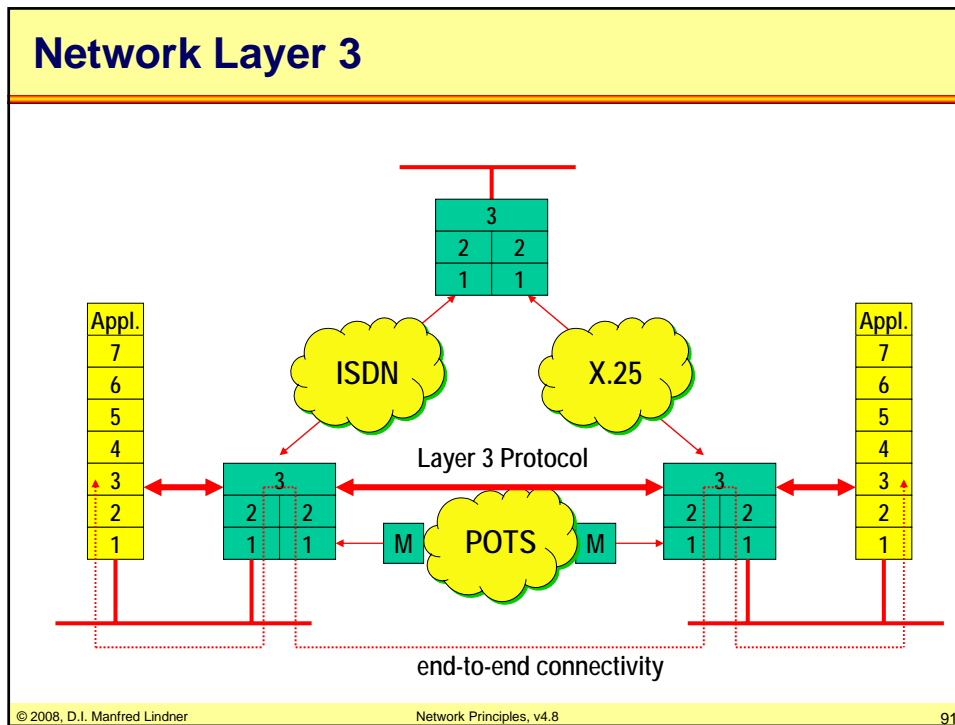 Network Layer 3
3
2 2
1 1
Appl.
7
6
5
4
3
2
1
ISDN
X.25
Appl.
7
6
5
4
3
2
1
Layer 3 Protocol
3
2 2
1 1
M
POTS
M
3
2 2
1 1
end-to-end connectivity
© 2008, D.I. Manfred Lindner
Network Principles, v4.8
91